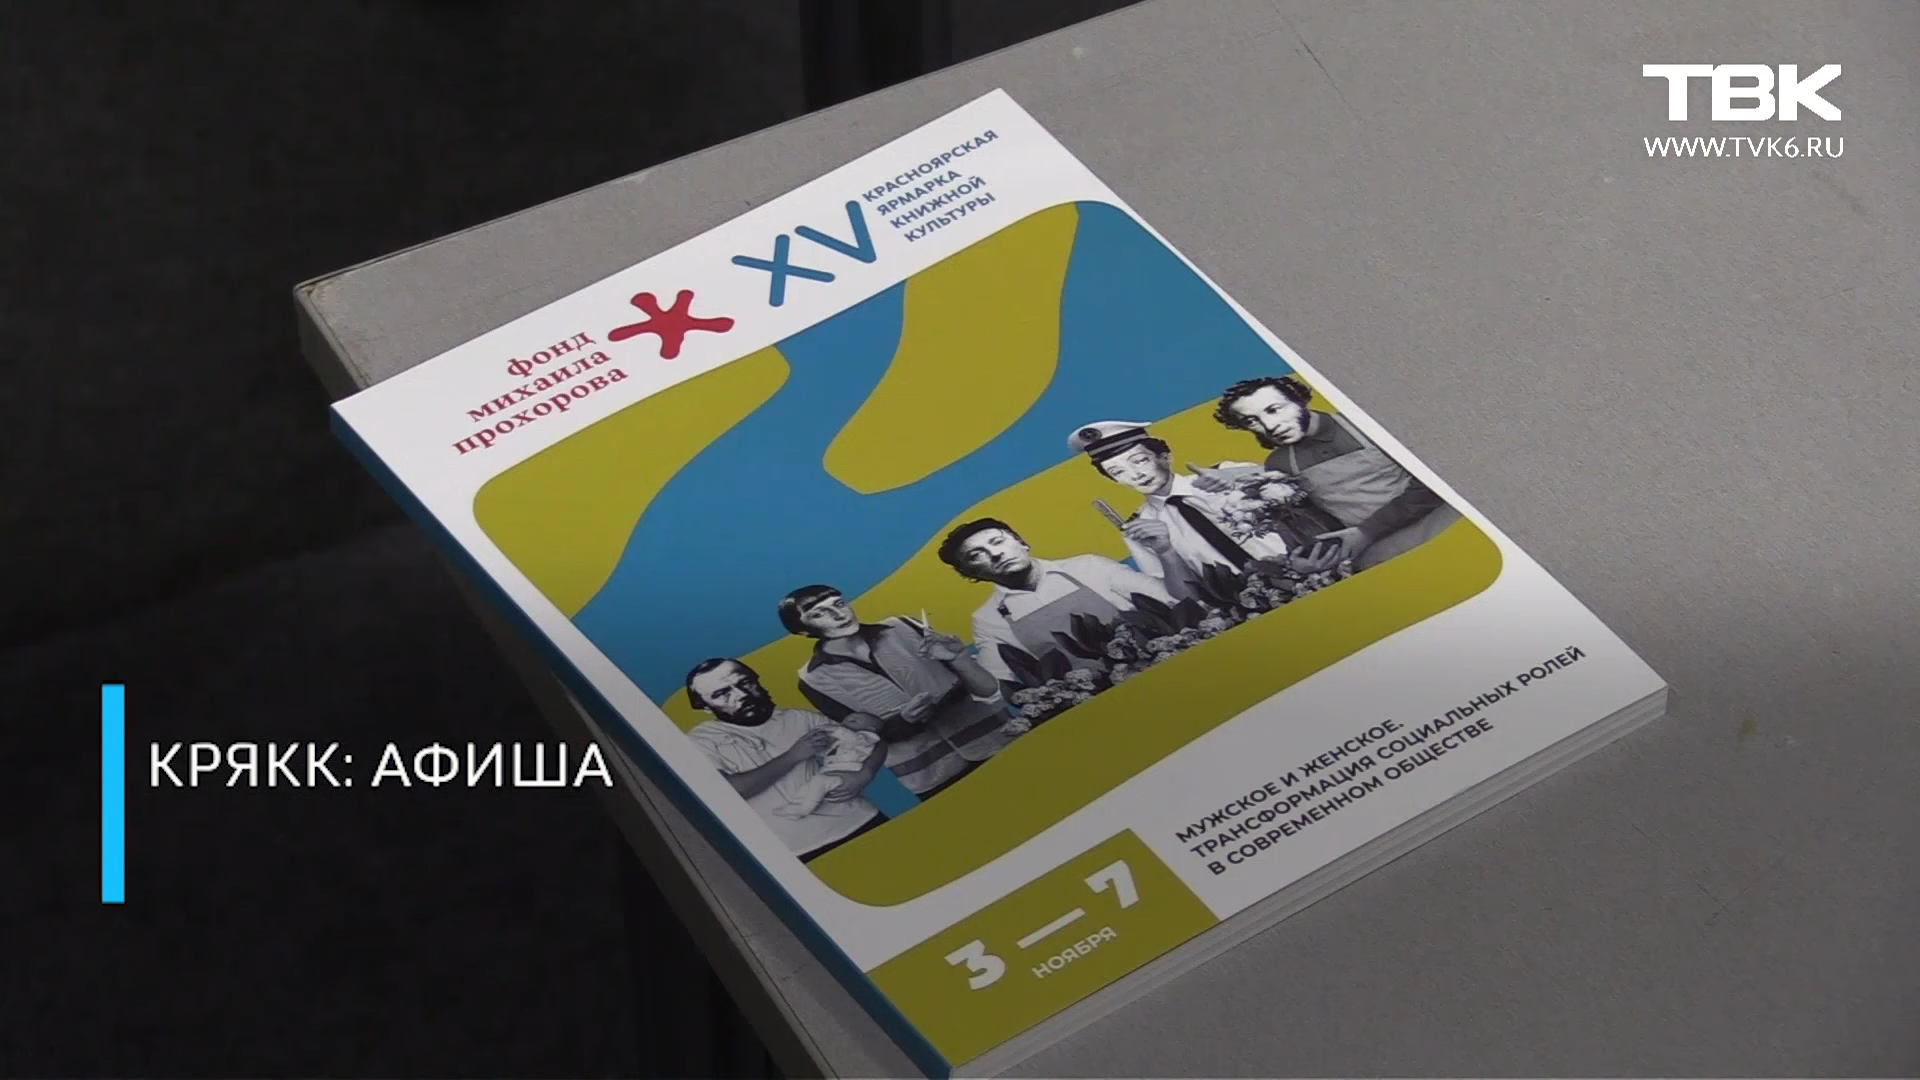 ТВК
WWW.TVK6.RU
фонд
михаила
прохорова
XV
КРАСНОЯРСКАЯ
ЯРМАРКА
КНИЖНОЙ
КУЛЬТУРЫ
КРЯКК: АФИША
МУЖСКОЕ И ЖЕНСКОЕ.
ТРАНСФОРМАЦИЯ СОЦИАЛЬНЫХ РОЛЕЙ
В СОВРЕМЕННОМ ОБЩЕСТВЕ
3 — 7
НОЯБРЯ